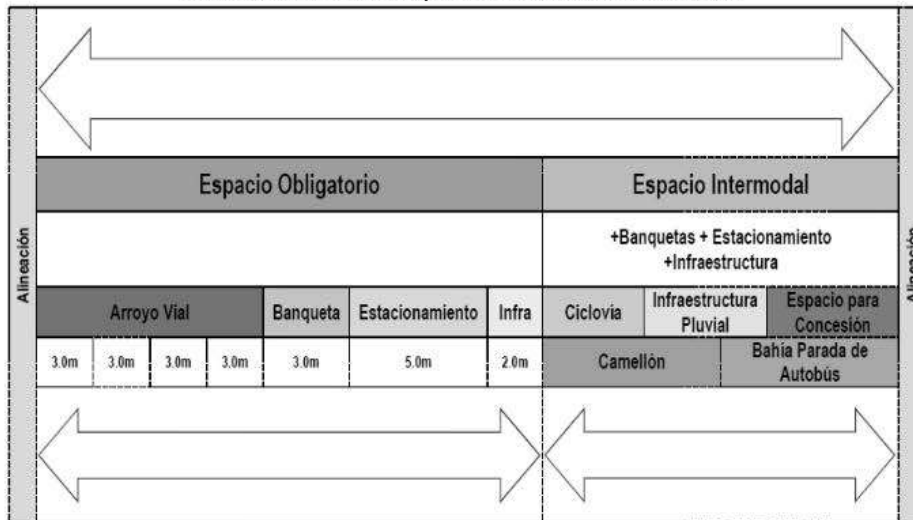 Alineación
Alineación
Espacio Obligatorio
Espacio Intermodal
+Banquetas + Estacionamiento
+Infraestructura
Arroyo Vial
Banqueta
Estacionamiento
Infra
Ciclovía
Infraestructura
Pluvial
Espacio para
Concesión
3.0m
3.0m
3.0m
3.0m
3.0m
5.0m
2.0m
Camellón
Bahía Parada de
Autobús